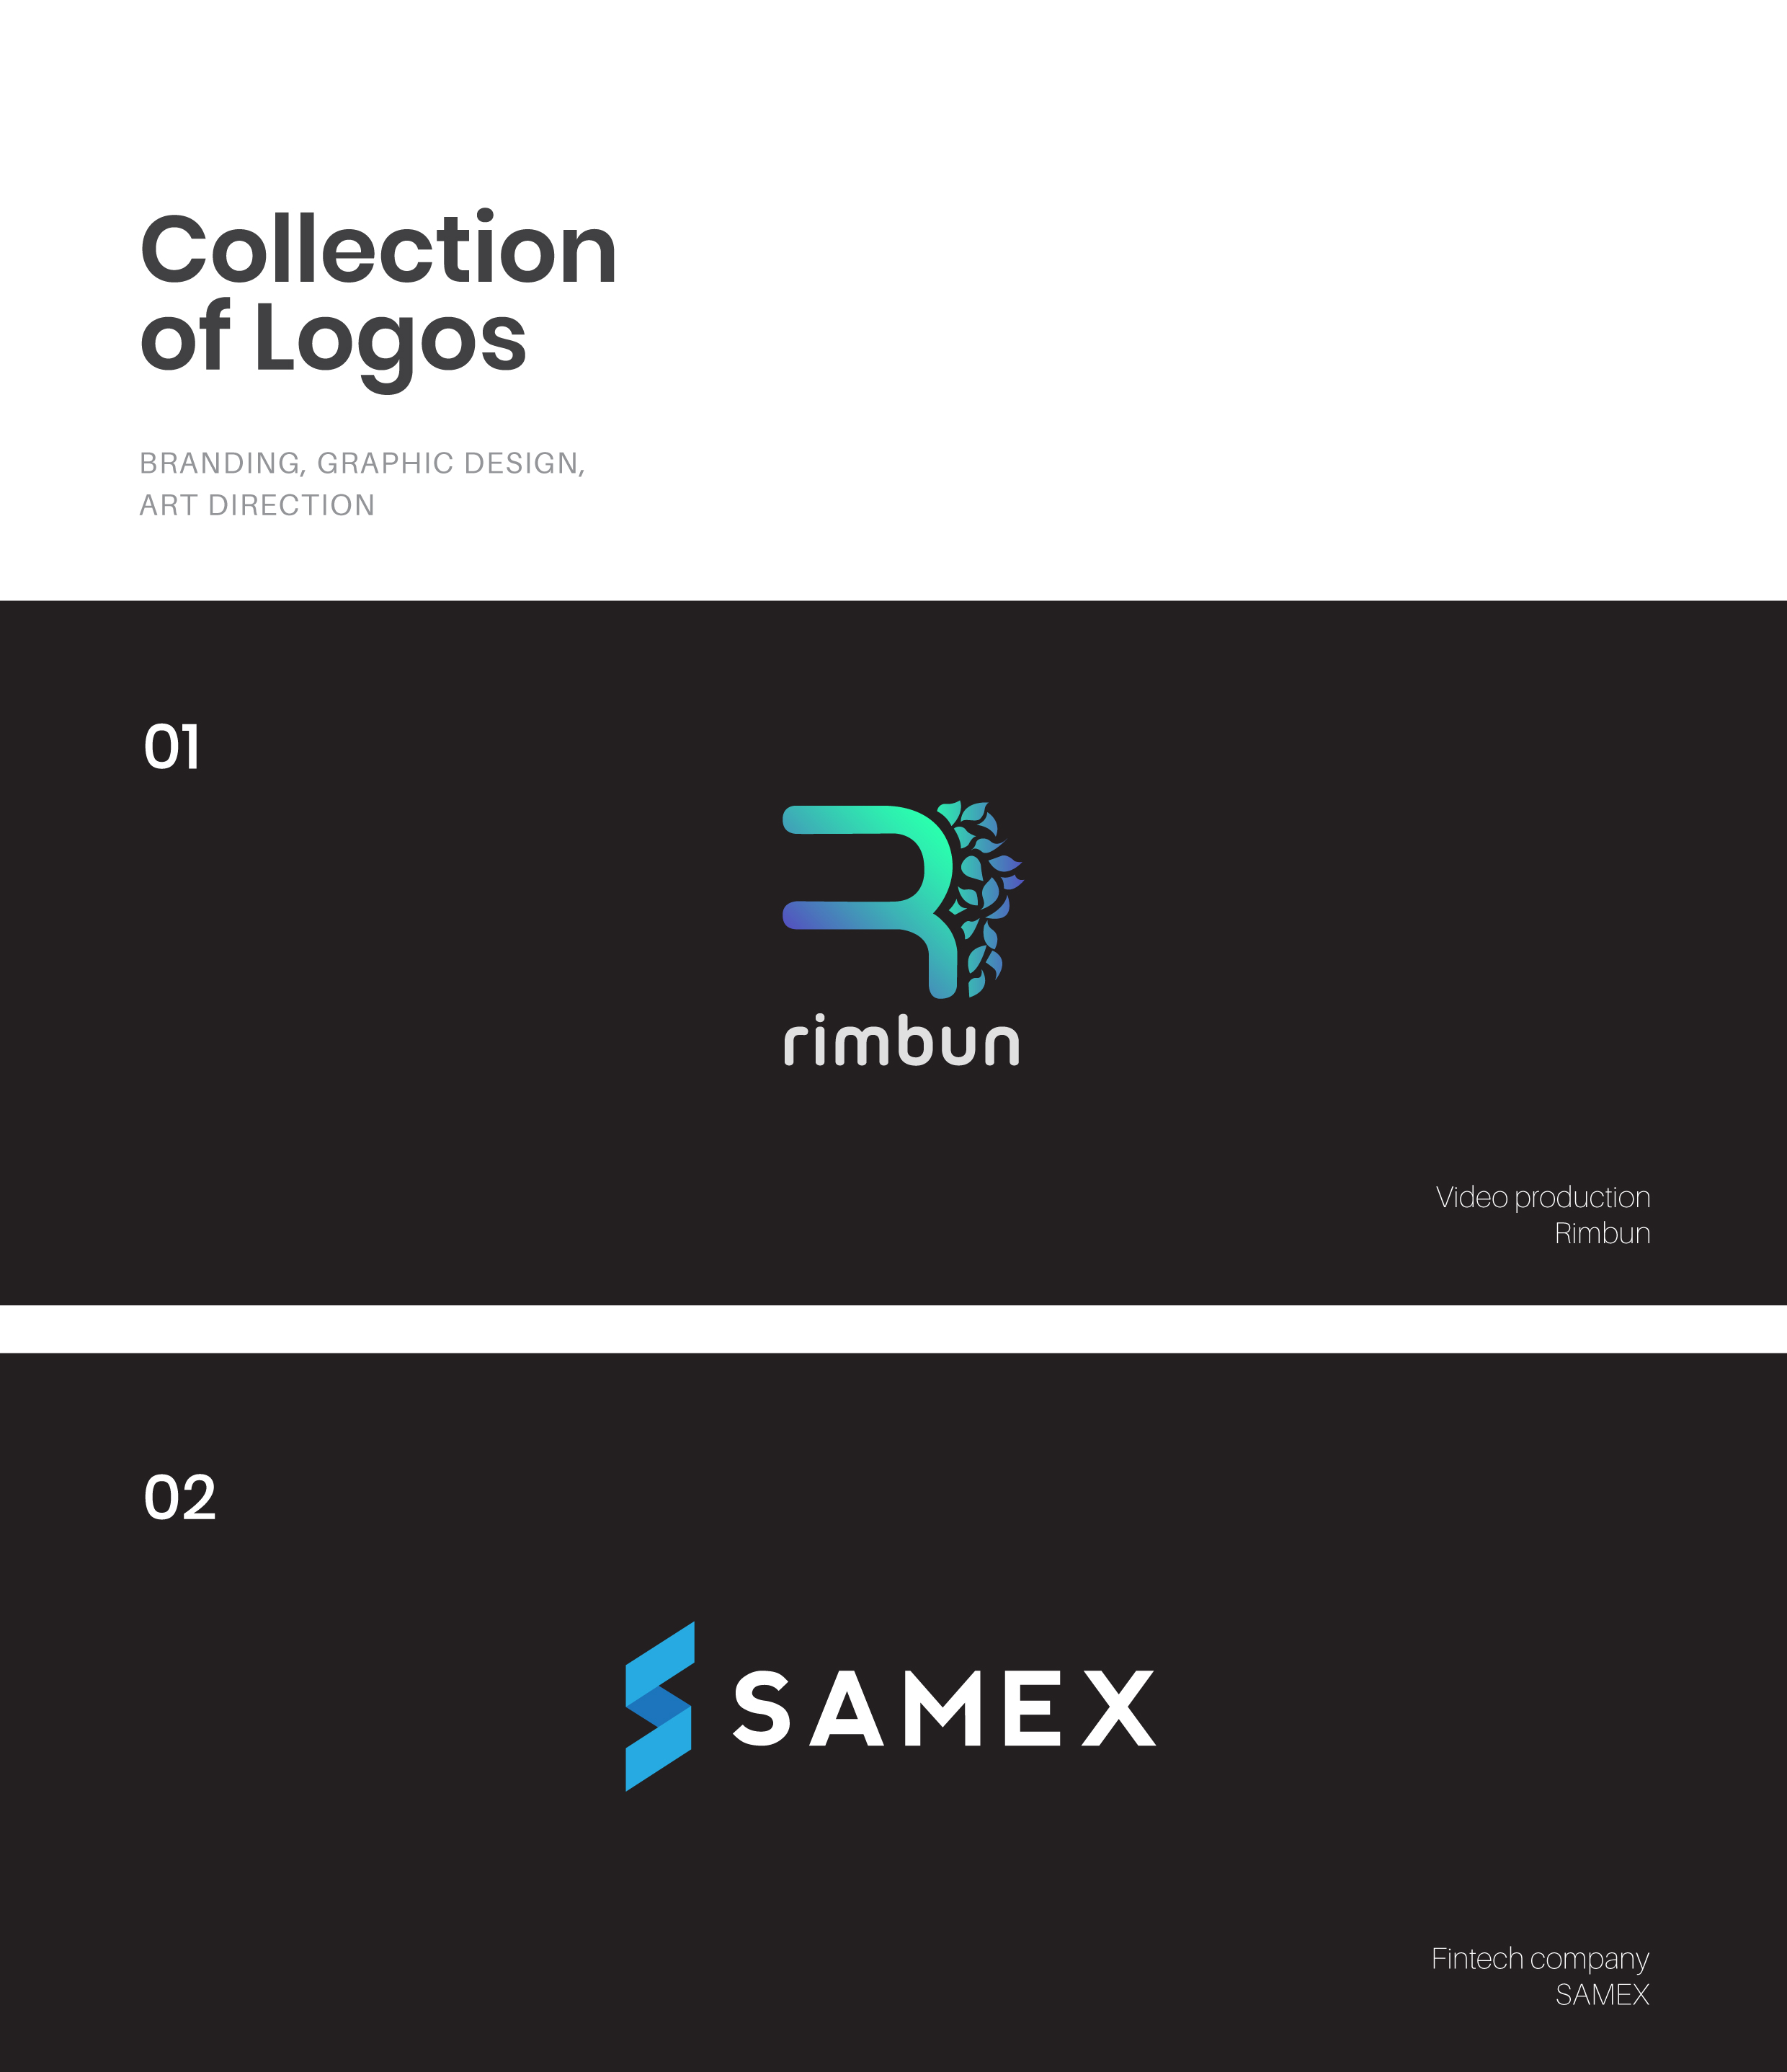 Collection
of Logos
BRANDING, GRAPHIC DESIGN,
ART DIRECTION
01
rimbun
Video production
Rimbun
02
SAMEX
Fintech company
SAMEX